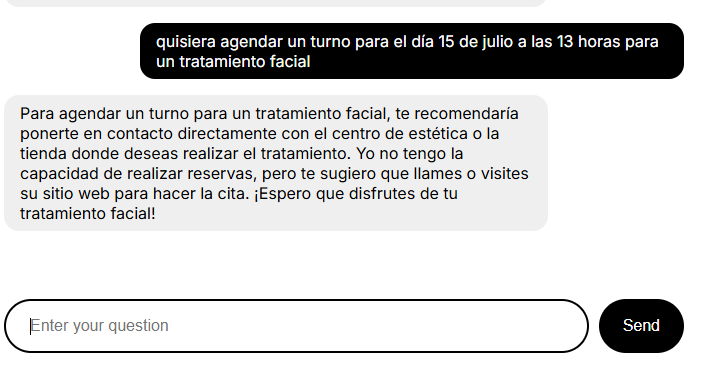 quisiera agendar un turno para el día 15 de julio a las 13 horas para
un tratamiento facial
Para agendar un turno para un tratamiento facial, te recomendaría
ponerte en contacto directamente con el centro de estética o la
tienda donde deseas realizar el tratamiento. Yo no tengo la
capacidad de realizar reservas, pero te sugiero que llames o visites
su sitio web para hacer la cita. ¡Espero que disfrutes de tu
tratamiento facial!
Enter your question
Send